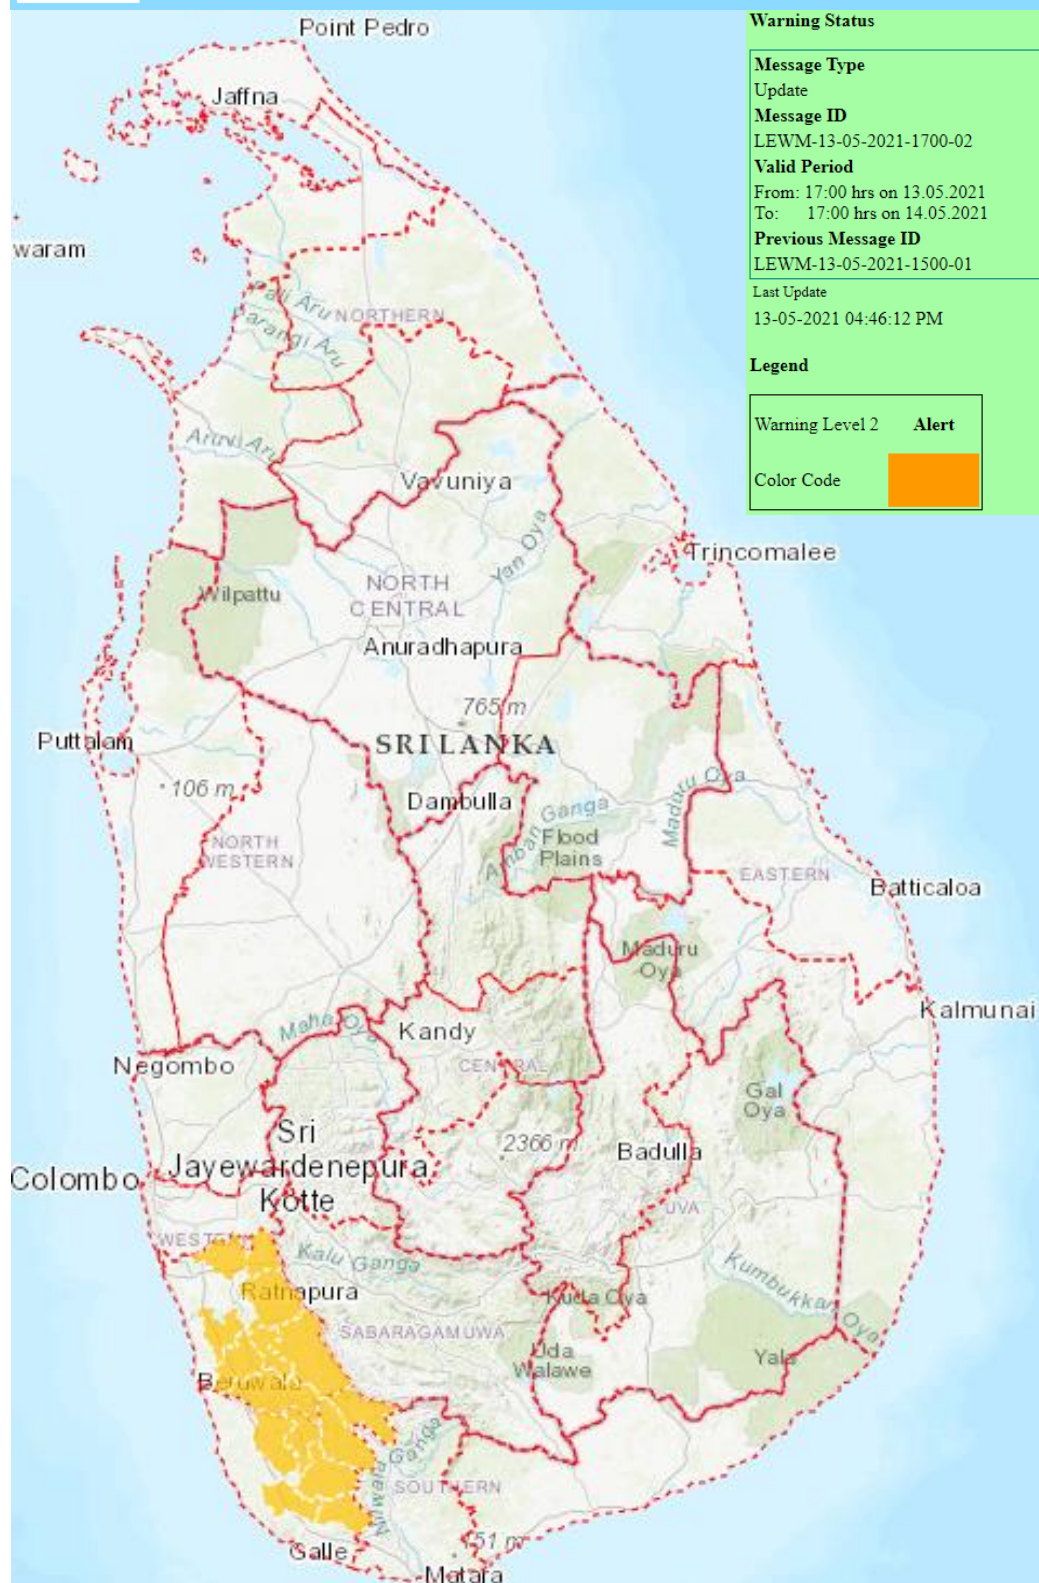 Point Pedro
Jaffna
waram
Pali Aru
NORTHERN
Parangi Aru
Aruvi Aru
Vavuniya
Yan Oya
Trincomalee
Wilpattu
NORTH
CENTRAL
Anuradhapura
765 m
Puttalam
SRI LANKA
106 m
Dambulla
Amban Ganga
Maduru Oya
Flood
Plains
NORTH
WESTERN
EASTERN
Batticaloa
Maduru
Oya
Maha Oya
Kandy
Kalmunai
Negombo
CENTRAL
Gal
Oya
Sri
Jayewardenepura
Kotte
2366 m
Badulla
Colombo
UVA
WESTERN
Kalu Ganga
Kumbukkan Oya
Ratnapura
Kuda Oya
SABARAGAMUWA
Uda
Walawe
Yala
Beruwala
Nilwala Ganga
SOUTHERN
Galle
151 m
Matara
Warning Status
Message Type
Update
Message ID
LEWM-13-05-2021-1700-02
Valid Period
From: 17:00 hrs on 13.05.2021
To: 17:00 hrs on 14.05.2021
Previous Message ID
LEWM-13-05-2021-1500-01
Last Update
13-05-2021 04:46:12 PM
Legend
Warning Level 2 Alert
Color Code